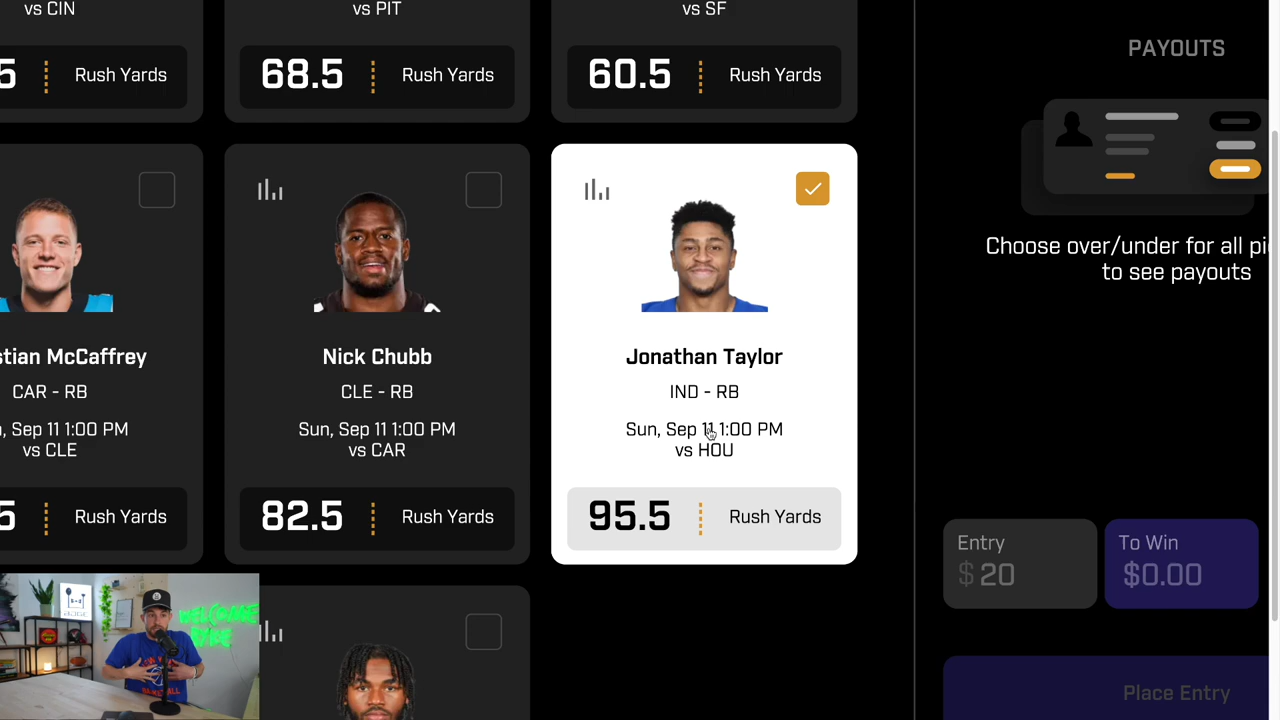 vs CIN
vs PIT
vs SF
5 Rush Yards
68.5 Rush Yards
60.5 Rush Yards
stian McCaffrey
CAR - RB
, Sep 11 1:00 PM
vs CLE
5 Rush Yards
Nick Chubb
CLE - RB
Sun, Sep 11 1:00 PM
vs CAR
82.5 Rush Yards
Jonathan Taylor
IND - RB
Sun, Sep 11 1:00 PM
vs HOU
95.5 Rush Yards
PAYOUTS
Choose over/under for all pi
to see payouts
Entry
$ 20
To Win
$0.00
Place Entry
WELCOME